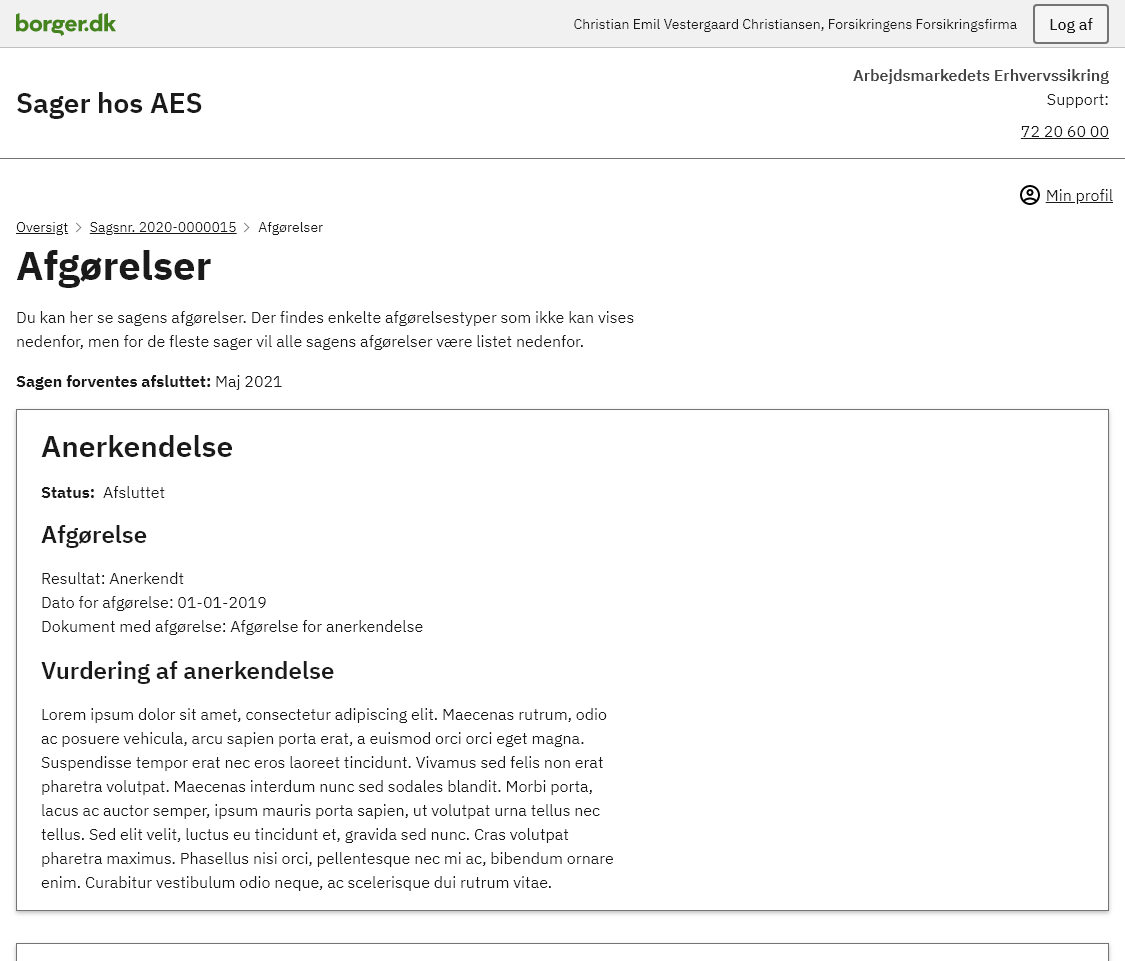 borger.dk
Christian Emil Vestergaard Christiansen, Forsikringens Forsikringsfirma
Log af
Sager hos AES
Arbejdsmarkedets Erhvervssikring
Support:
72 20 60 00
Min profil
Oversigt > Sagsnr. 2020-0000015 > Afgørelser
Afgørelser
Du kan her se sagens afgørelser. Der findes enkelte afgørelsestyper som ikke kan vises
nedenfor, men for de fleste sager vil alle sagens afgørelser være listet nedenfor.
Sagen forventes afsluttet: Maj 2021
Anerkendelse
Status: Afsluttet
Afgørelse
Resultat: Anerkendt
Dato for afgørelse: 01-01-2019
Dokument med afgørelse: Afgørelse for anerkendelse
Vurdering af anerkendelse
Lorem ipsum dolor sit amet, consectetur adipiscing elit. Maecenas rutrum, odio
ac posuere vehicula, arcu sapien porta erat, a euismod orci orci eget magna.
Suspendisse tempor erat nec eros laoreet tincidunt. Vivamus sed felis non erat
pharetra volutpat. Maecenas interdum nunc sed sodales blandit. Morbi porta,
lacus ac auctor semper, ipsum mauris porta sapien, ut volutpat urna tellus nec
tellus. Sed elit velit, luctus eu tincidunt et, gravida sed nunc. Cras volutpat
pharetra maximus. Phasellus nisi orci, pellentesque nec mi ac, bibendum ornare
enim. Curabitur vestibulum odio neque, ac scelerisque dui rutrum vitae.